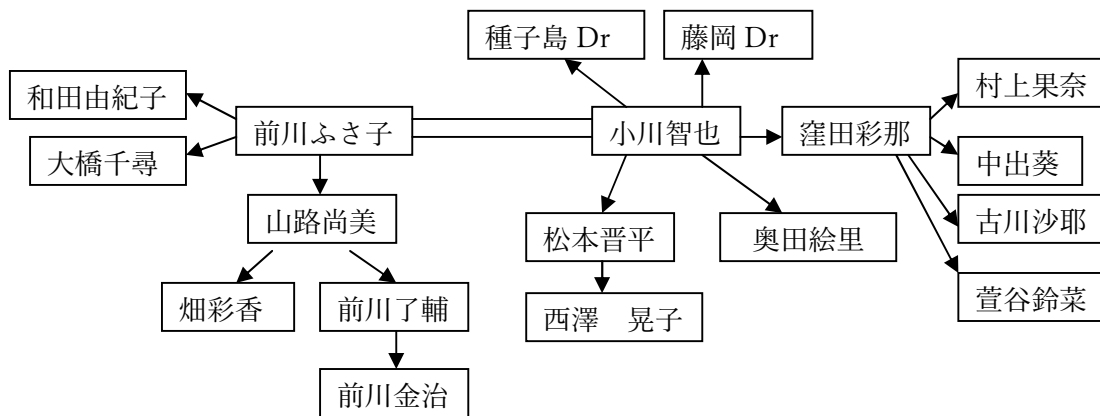 種子島 Dr
藤岡 Dr
和田由紀子
村上果奈
前川ふさ子
小川智也
窪田彩那
大橋千尋
中出葵
山路尚美
松本晋平
奥田絵里
古川沙耶
畑彩香
前川了輔
西澤　晃子
萱谷鈴菜
前川金治